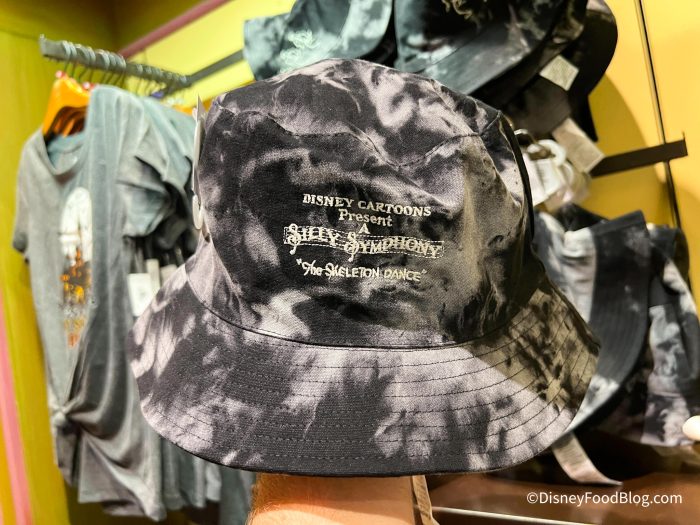 DISNEY CARTOONS
Present
A
SILLY SYMPHONY
"The SKELETON DANCE"
©DisneyFoodBlog.com